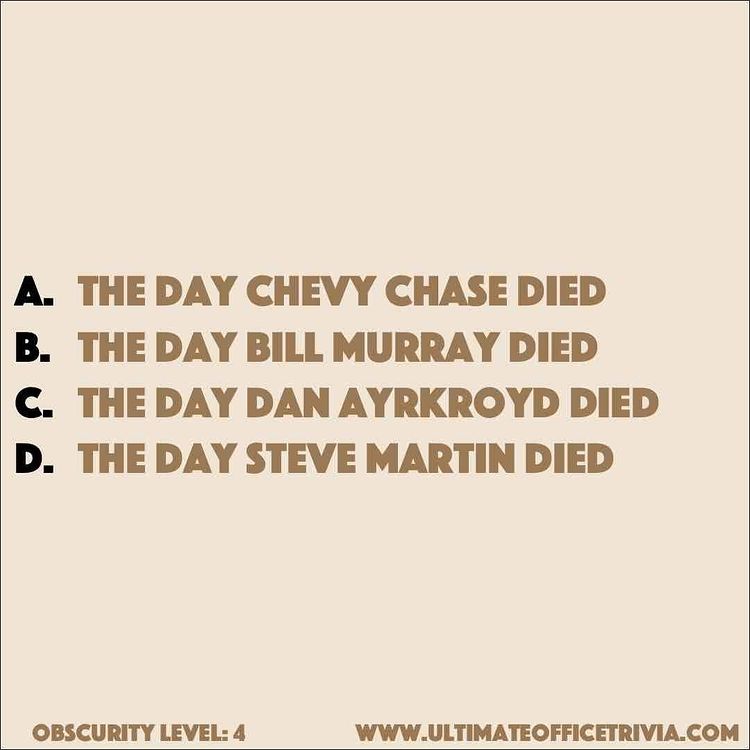 A. THE DAY CHEVY CHASE DIED
B. THE DAY BILL MURRAY DIED
C. THE DAY DAN AYRKROYD DIED
D. THE DAY STEVE MARTIN DIED
OBSCURITY LEVEL: 4 WWW.ULTIMATEOFFICETRIVIA.COM